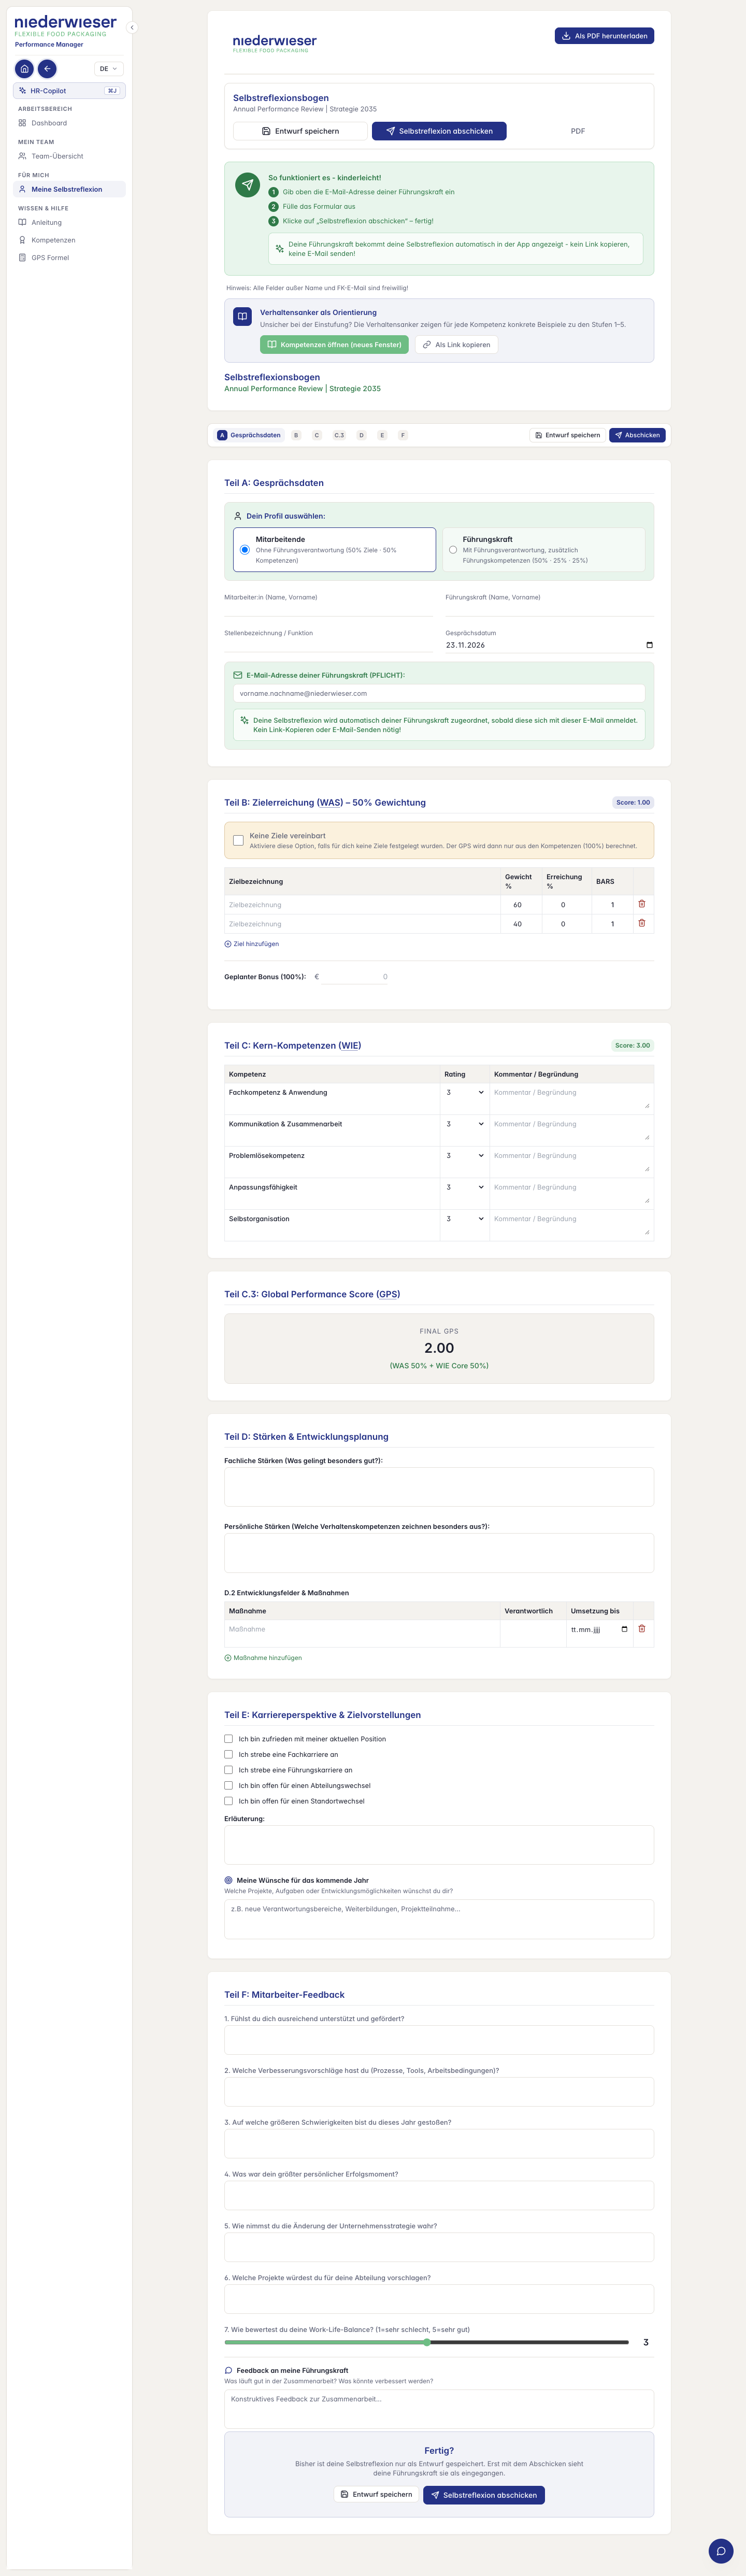 niederwieser
FLEXIBLE FOOD PACKAGING
Performance Manager
DE
HR-Copilot
⌘J
ARBEITSBEREICH
Dashboard
MEIN TEAM
Team-Übersicht
FÜR MICH
Meine Selbstreflexion
WISSEN & HILFE
Anleitung
Kompetenzen
GPS Formel
niederwieser
FLEXIBLE FOOD PACKAGING
Als PDF herunterladen
Selbstreflexionsbogen
Annual Performance Review | Strategie 2035
Entwurf speichern
Selbstreflexion abschicken
PDF
So funktioniert es - kinderleicht!
1 Gib oben die E-Mail-Adresse deiner Führungskraft ein
2 Fülle das Formular aus
3 Klicke auf „Selbstreflexion abschicken“ – fertig!
Deine Führungskraft bekommt deine Selbstreflexion automatisch in der App angezeigt - kein Link kopieren,
keine E-Mail senden!
Hinweis: Alle Felder außer Name und FK-E-Mail sind freiwillig!
Verhaltensanker als Orientierung
Unsicher bei der Einstufung? Die Verhaltensanker zeigen für jede Kompetenz konkrete Beispiele zu den Stufen 1–5.
Kompetenzen öffnen (neues Fenster)
Als Link kopieren
Selbstreflexionsbogen
Annual Performance Review | Strategie 2035
A Gesprächsdaten B C C.3 D E F
Entwurf speichern
Abschicken
Teil A: Gesprächsdaten
Dein Profil auswählen:
Mitarbeitende
Ohne Führungsverantwortung (50% Ziele · 50%
Kompetenzen)
Führungskraft
Mit Führungsverantwortung, zusätzlich
Führungskompetenzen (50% · 25% · 25%)
Mitarbeiter:in (Name, Vorname)
Führungskraft (Name, Vorname)
Stellenbezeichnung / Funktion
Gesprächsdatum
23.11.2026
E-Mail-Adresse deiner Führungskraft (PFLICHT):
vorname.nachname@niederwieser.com
Deine Selbstreflexion wird automatisch deiner Führungskraft zugeordnet, sobald diese sich mit dieser E-Mail anmeldet.
Kein Link-Kopieren oder E-Mail-Senden nötig!
Teil B: Zielerreichung (WAS) – 50% Gewichtung
Score: 1.00
Keine Ziele vereinbart
Aktiviere diese Option, falls für dich keine Ziele festgelegt wurden. Der GPS wird dann nur aus den Kompetenzen (100%) berechnet.
Zielbezeichnung Gewicht % Erreichung % BARS
Zielbezeichnung 60 0 1
Zielbezeichnung 40 0 1
Ziel hinzufügen
Geplanter Bonus (100%): € 0
Teil C: Kern-Kompetenzen (WIE)
Score: 3.00
Kompetenz Rating Kommentar / Begründung
Fachkompetenz & Anwendung 3 Kommentar / Begründung
Kommunikation & Zusammenarbeit 3 Kommentar / Begründung
Problemlösekompetenz 3 Kommentar / Begründung
Anpassungsfähigkeit 3 Kommentar / Begründung
Selbstorganisation 3 Kommentar / Begründung
Teil C.3: Global Performance Score (GPS)
FINAL GPS
2.00
(WAS 50% + WIE Core 50%)
Teil D: Stärken & Entwicklungsplanung
Fachliche Stärken (Was gelingt besonders gut?):
Persönliche Stärken (Welche Verhaltenskompetenzen zeichnen besonders aus?):
D.2 Entwicklungsfelder & Maßnahmen
Maßnahme Verantwortlich Umsetzung bis
Maßnahme tt.mm.jjjj
Maßnahme hinzufügen
Teil E: Karriereperspektive & Zielvorstellungen
Ich bin zufrieden mit meiner aktuellen Position
Ich strebe eine Fachkarriere an
Ich strebe eine Führungskarriere an
Ich bin offen für einen Abteilungswechsel
Ich bin offen für einen Standortwechsel
Erläuterung:
Meine Wünsche für das kommende Jahr
Welche Projekte, Aufgaben oder Entwicklungsmöglichkeiten wünschst du dir?
z.B. neue Verantwortungsbereiche, Weiterbildungen, Projektteilnahme...
Teil F: Mitarbeiter-Feedback
1. Fühlst du dich ausreichend unterstützt und gefördert?
2. Welche Verbesserungsvorschläge hast du (Prozesse, Tools, Arbeitsbedingungen)?
3. Auf welche größeren Schwierigkeiten bist du dieses Jahr gestoßen?
4. Was war dein größter persönlicher Erfolgsmoment?
5. Wie nimmst du die Änderung der Unternehmensstrategie wahr?
6. Welche Projekte würdest du für deine Abteilung vorschlagen?
7. Wie bewertest du deine Work-Life-Balance? (1=sehr schlecht, 5=sehr gut)
3
Feedback an meine Führungskraft
Was läuft gut in der Zusammenarbeit? Was könnte verbessert werden?
Konstruktives Feedback zur Zusammenarbeit...
Fertig?
Bisher ist deine Selbstreflexion nur als Entwurf gespeichert. Erst mit dem Abschicken sieht
deine Führungskraft sie als eingegangen.
Entwurf speichern
Selbstreflexion abschicken